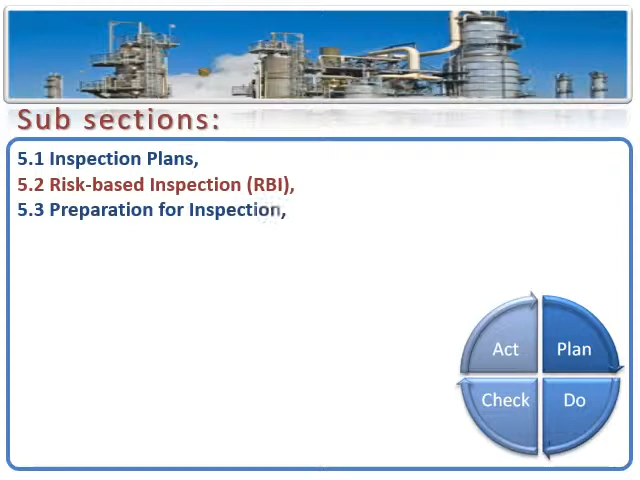 Sub sections:
5.1 Inspection Plans,
5.2 Risk-based Inspection (RBI),
5.3 Preparation for Inspection,
Act
Plan
Check
Do